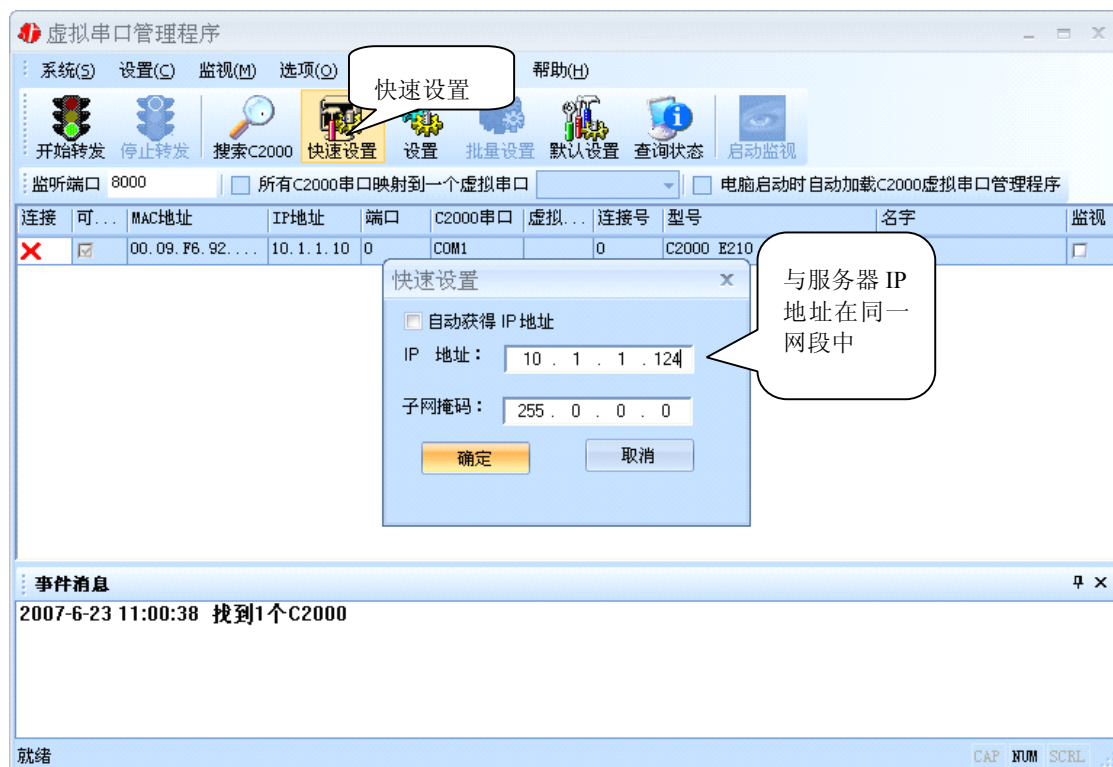 虚拟串口管理程序
系统(S) 设置(C) 监视(M) 选项(O) 帮助(H)
快速设置
开始转发 停止转发 搜索C2000 快速设置 设置 批量设置 默认设置 查询状态 启动监视
监听端口 8000 所有C2000串口映射到一个虚拟串口 电脑启动时自动加载C2000虚拟串口管理程序
连接 可... MAC地址 IP地址 端口 C2000串口 虚拟... 连接号 型号 名字 监视
00.09.F6.92.... 10.1.1.10 0 COM1 0 C2000 E210
快速设置
自动获得 IP 地址
IP 地址： 10 . 1 . 1 . 124
子网掩码： 255 . 0 . 0 . 0
确定 取消
与服务器 IP
地址在同一
网段中
事件消息
2007-6-23 11:00:38 找到1个C2000
就绪 CAP NUM SCRL